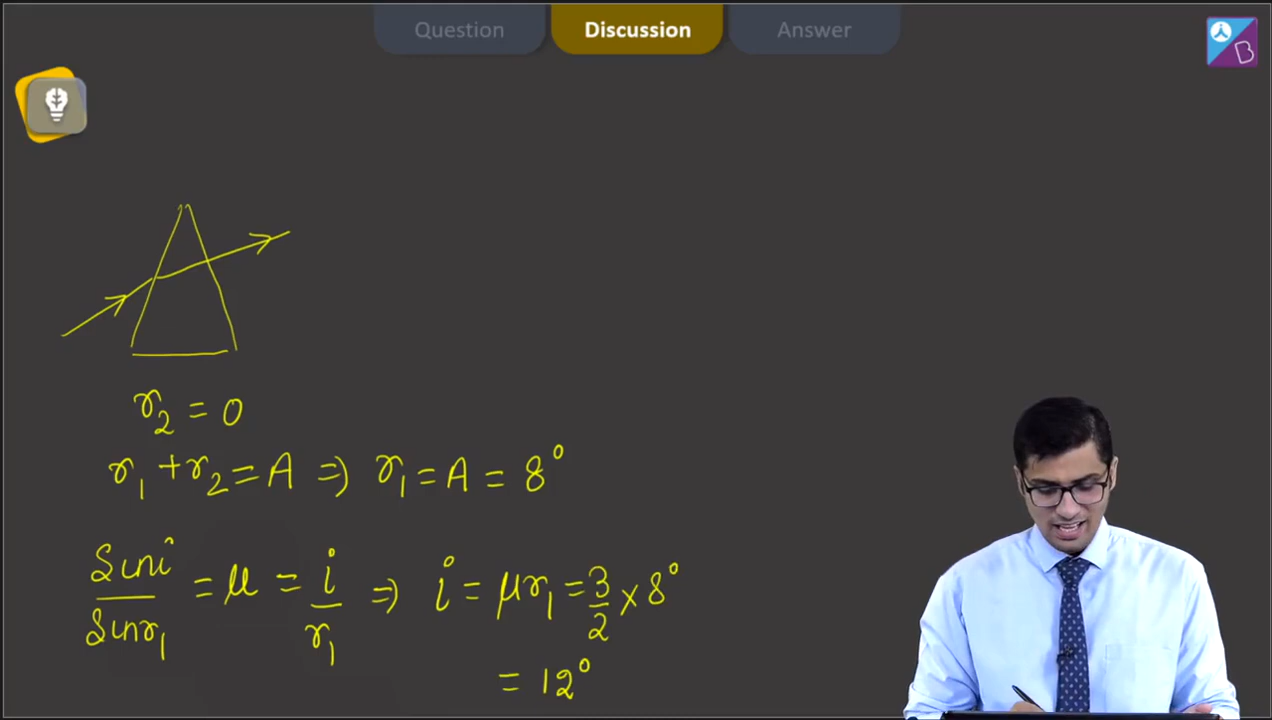 Question Discussion Answer
B
r₂ = 0
r₁ + r₂ = A ⇒ r₁ = A = 8°
Sin i / Sin r₁ = μ = i / r₁ ⇒ i = μr₁ = 3/2 × 8°
= 12°